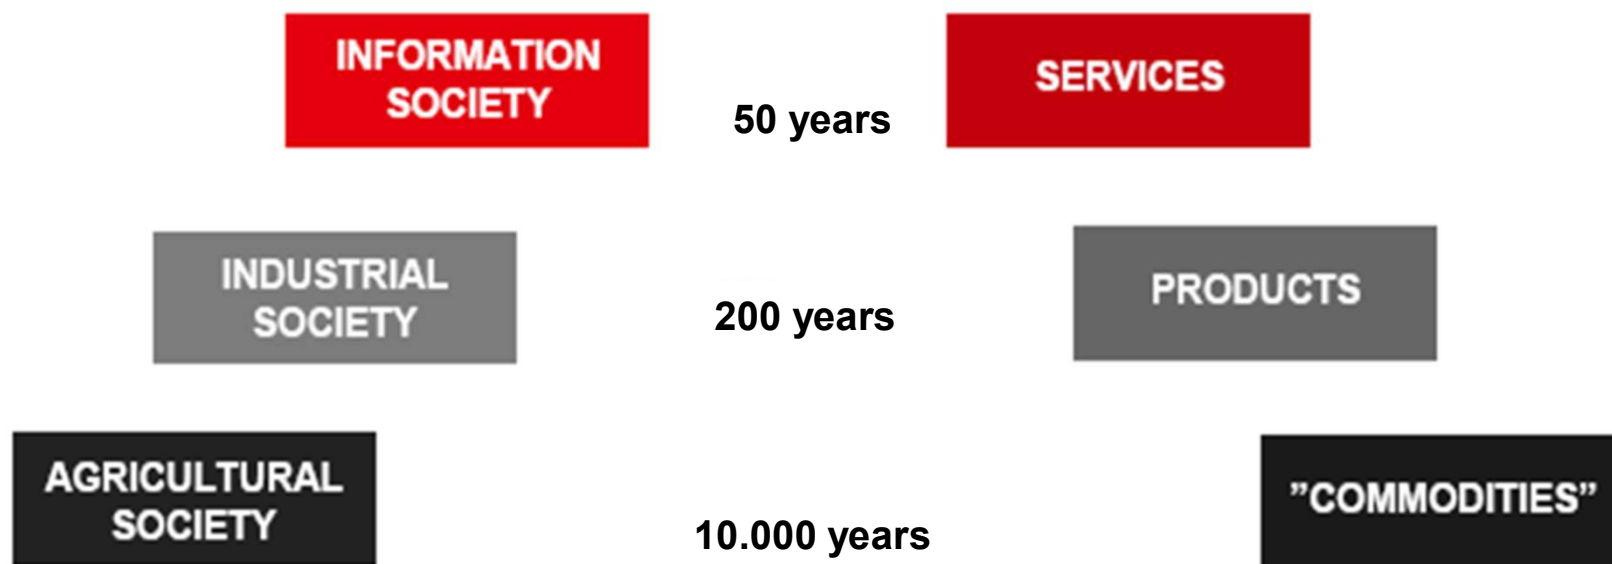 INFORMATION
SOCIETY
50 years
SERVICES
INDUSTRIAL
SOCIETY
200 years
PRODUCTS
AGRICULTURAL
SOCIETY
10.000 years
”COMMODITIES”